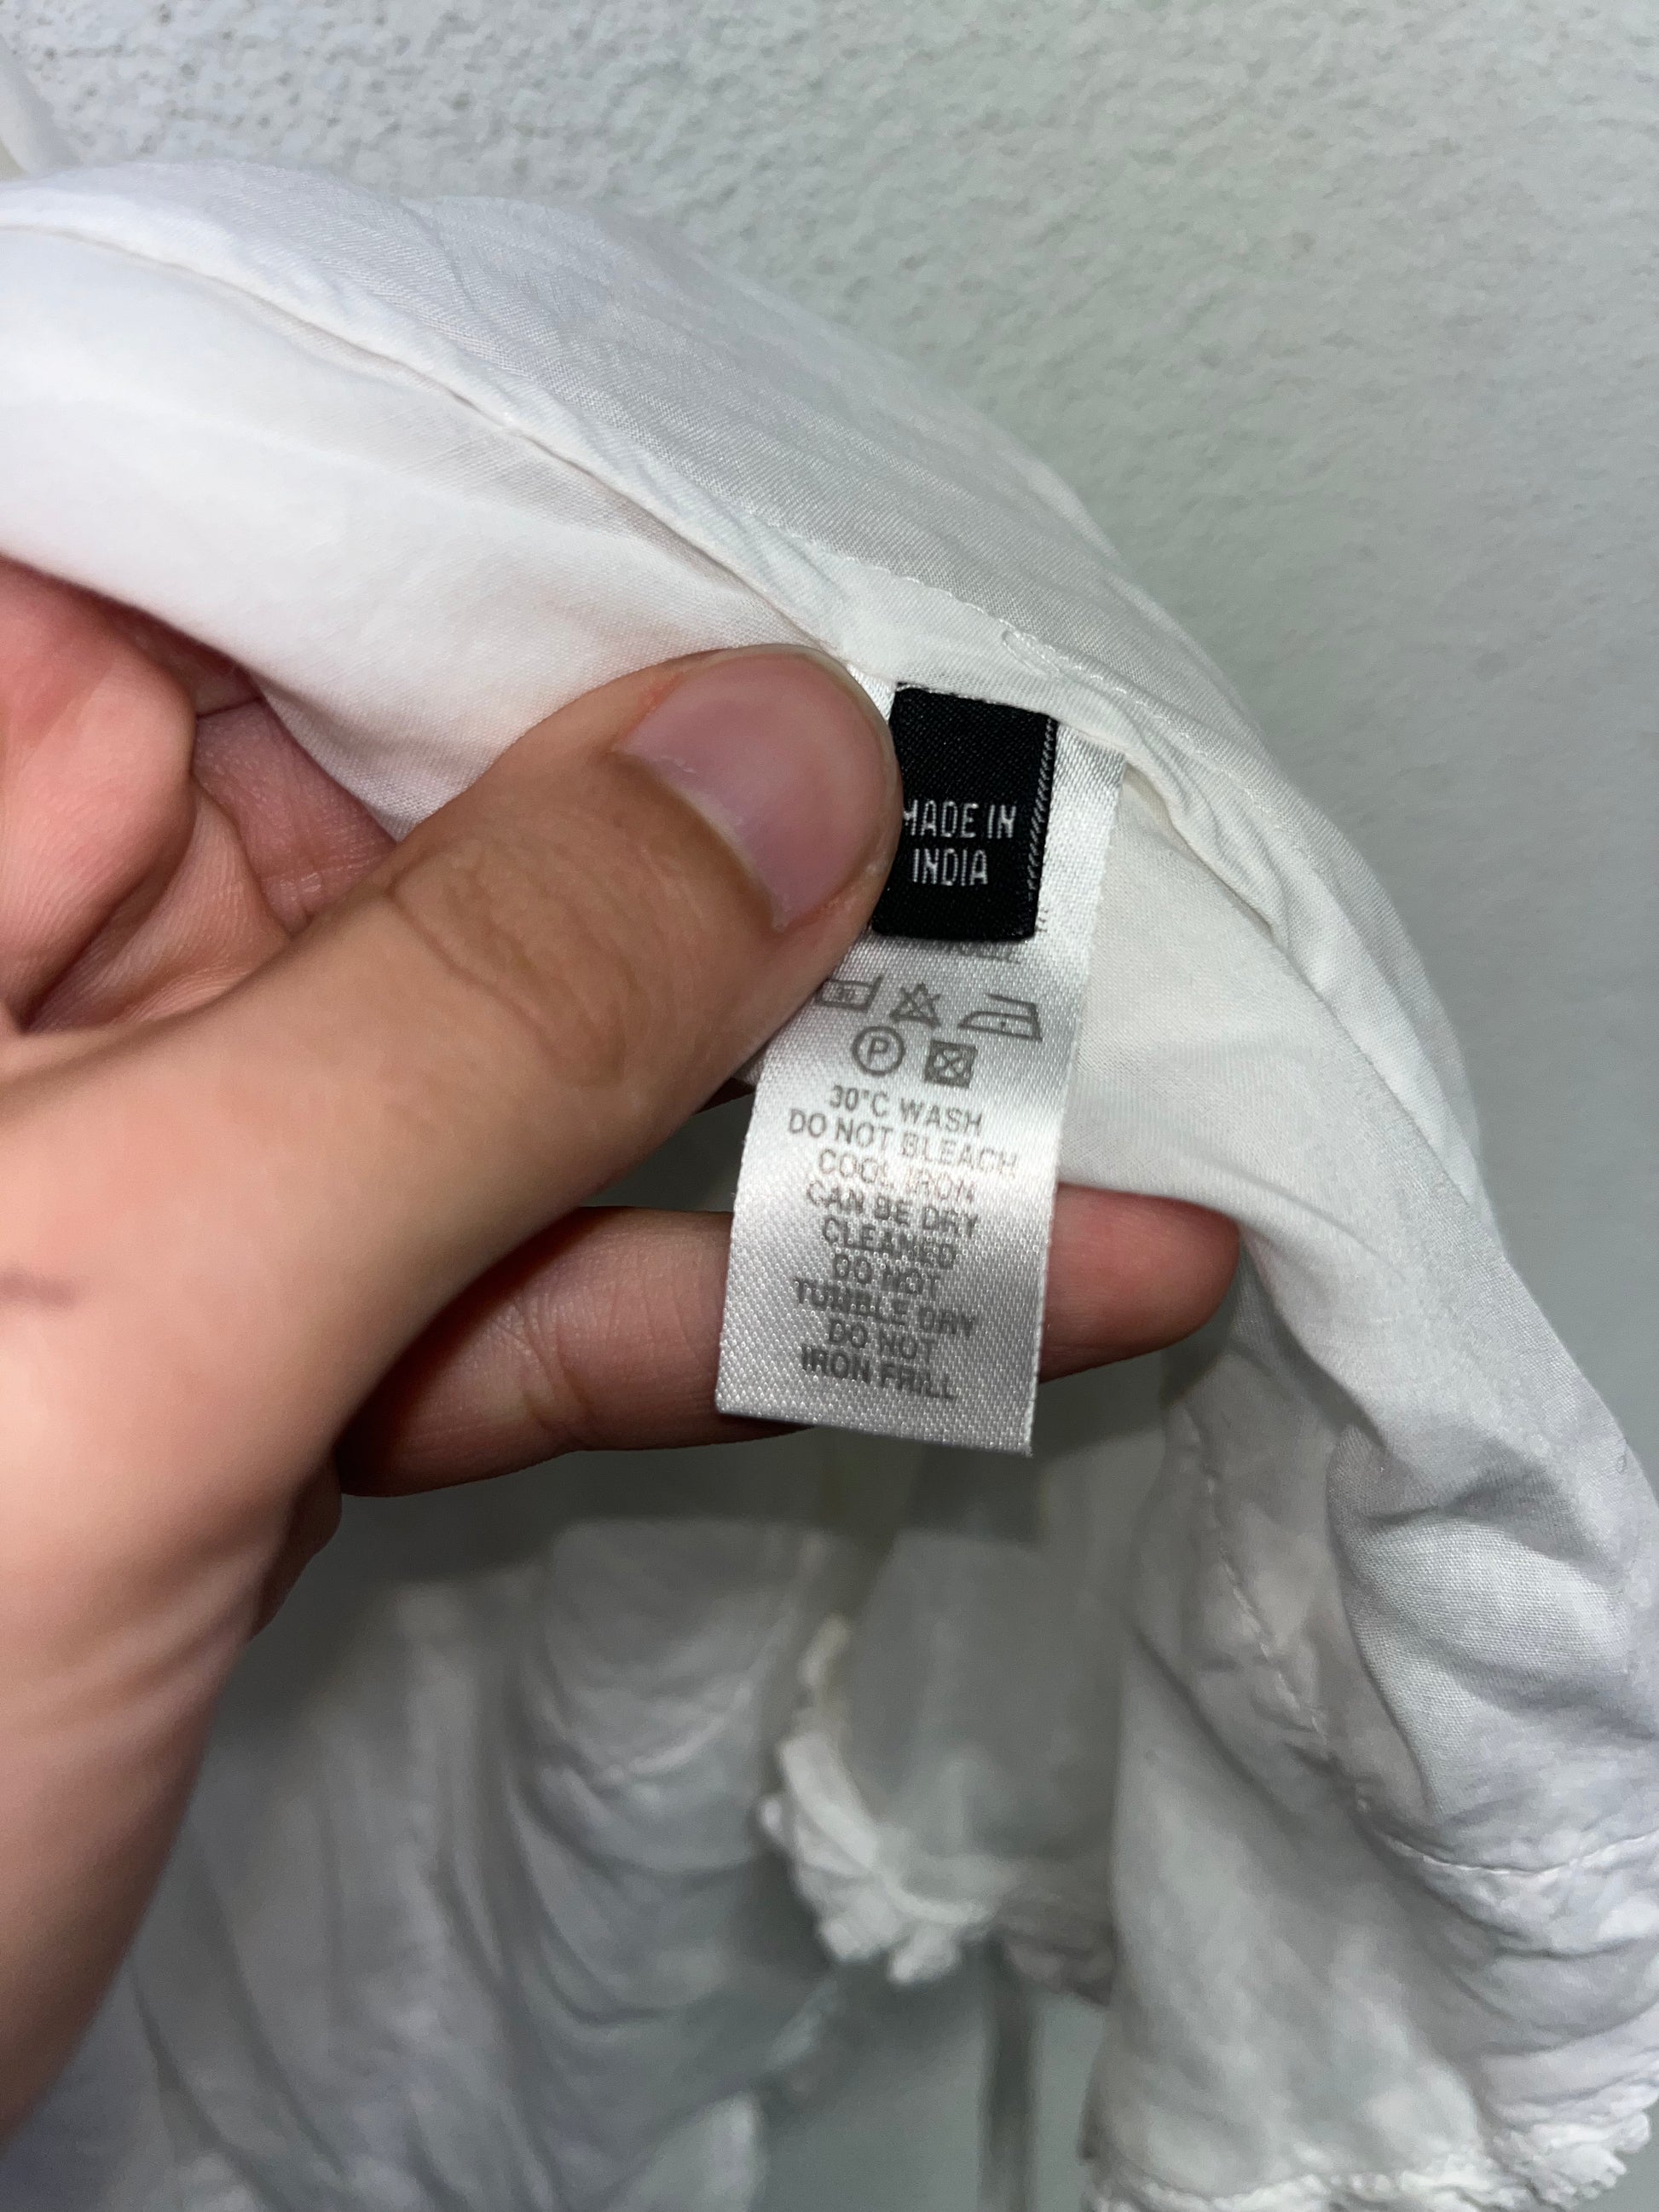 MADE IN
INDIA
30
P
30°C WASH
DO NOT BLEACH
COOL IRON
CAN BE DRY
CLEANED
DO NOT
TUMBLE DRY
DO NOT
IRON FRILL